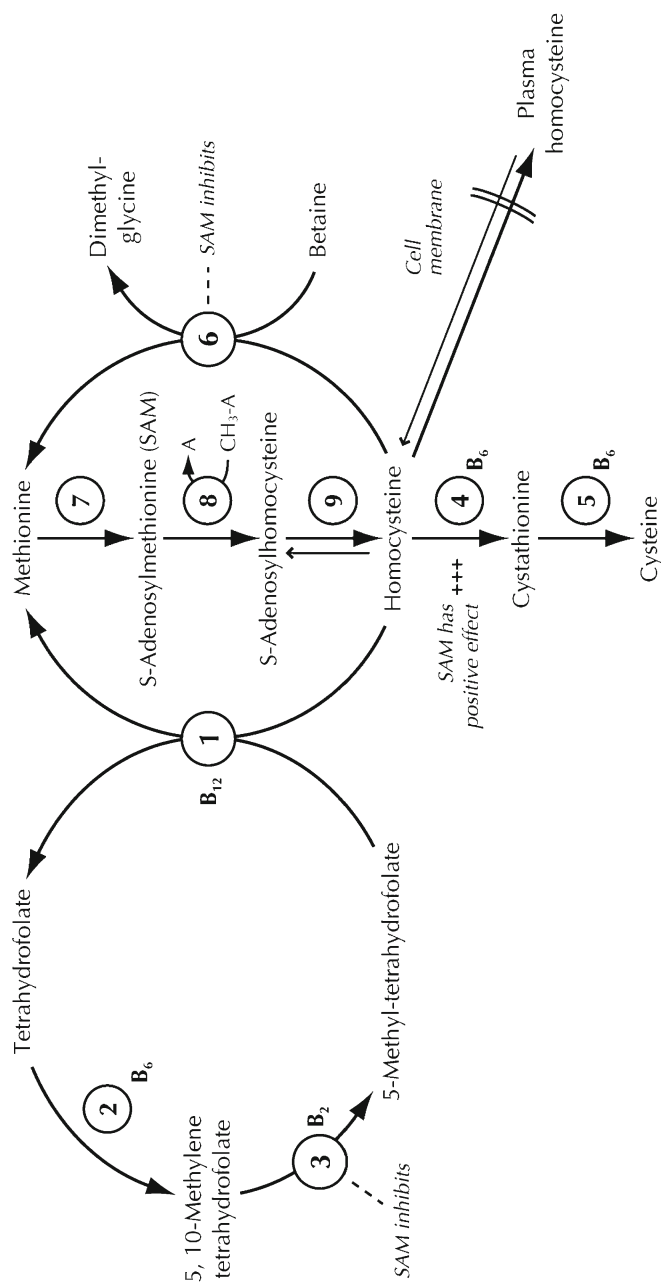 Tetrahydrofolate
Methionine
2
B6
7
Dimethyl-
glycine
S-Adenosylmethionine (SAM)
5, 10-Methylene
tetrahydrofolate
B12
1
8
A
CH3-A
6
SAM inhibits
3
B2
S-Adenosylhomocysteine
9
Betaine
SAM inhibits
5-Methyl-tetrahydrofolate
Homocysteine
Cell
membrane
SAM has
positive effect
+++
4
B6
Cystathionine
Plasma
homocysteine
5
B6
Cysteine